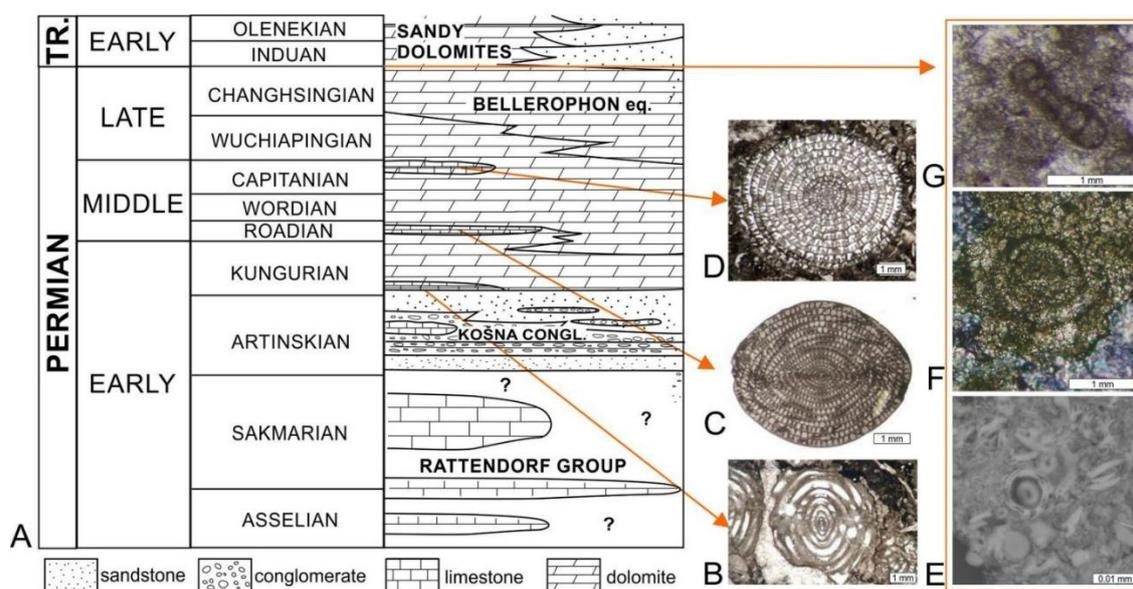 TR.
EARLY
OLENEKIAN
INDUAN
SANDY
DOLOMITES
PERMIAN
LATE
CHANGHSINGIAN
WUCHIAPINGIAN
BELLEROPHON eq.
MIDDLE
CAPITANIAN
WORDIAN
ROADIAN
EARLY
KUNGURIAN
ARTINSKIAN
KOŠNA CONGL.
SAKMARIAN
?
?
RATTENDORF GROUP
ASSELIAN
?
A
sandstone
conglomerate
limestone
dolomite
D
1 mm
C
1 mm
B
1 mm
G
1 mm
F
1 mm
E
0.01 mm